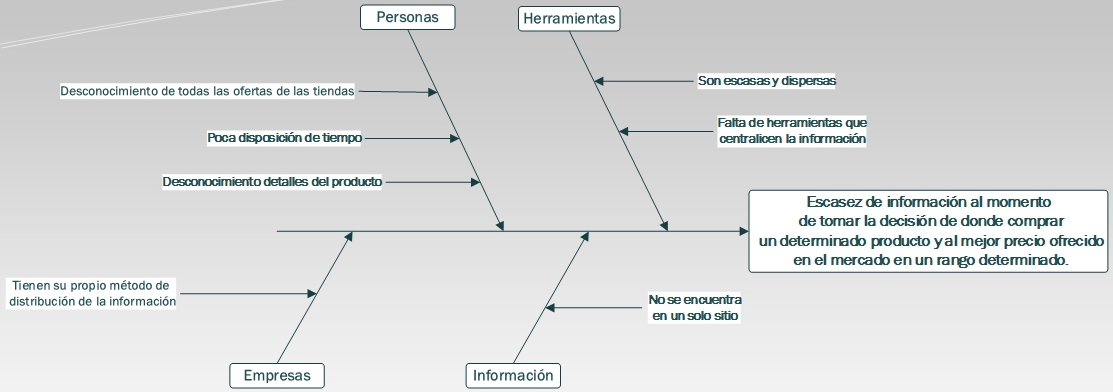 Personas
Herramientas
Desconocimiento de todas las ofertas de las tiendas
Poca disposición de tiempo
Desconocimiento detalles del producto
Son escasas y dispersas
Falta de herramientas que
centralicen la información
Escasez de información al momento
de tomar la decisión de donde comprar
un determinado producto y al mejor precio ofrecido
en el mercado en un rango determinado.
Tienen su propio método de
distribución de la información
No se encuentra
en un solo sitio
Empresas
Información